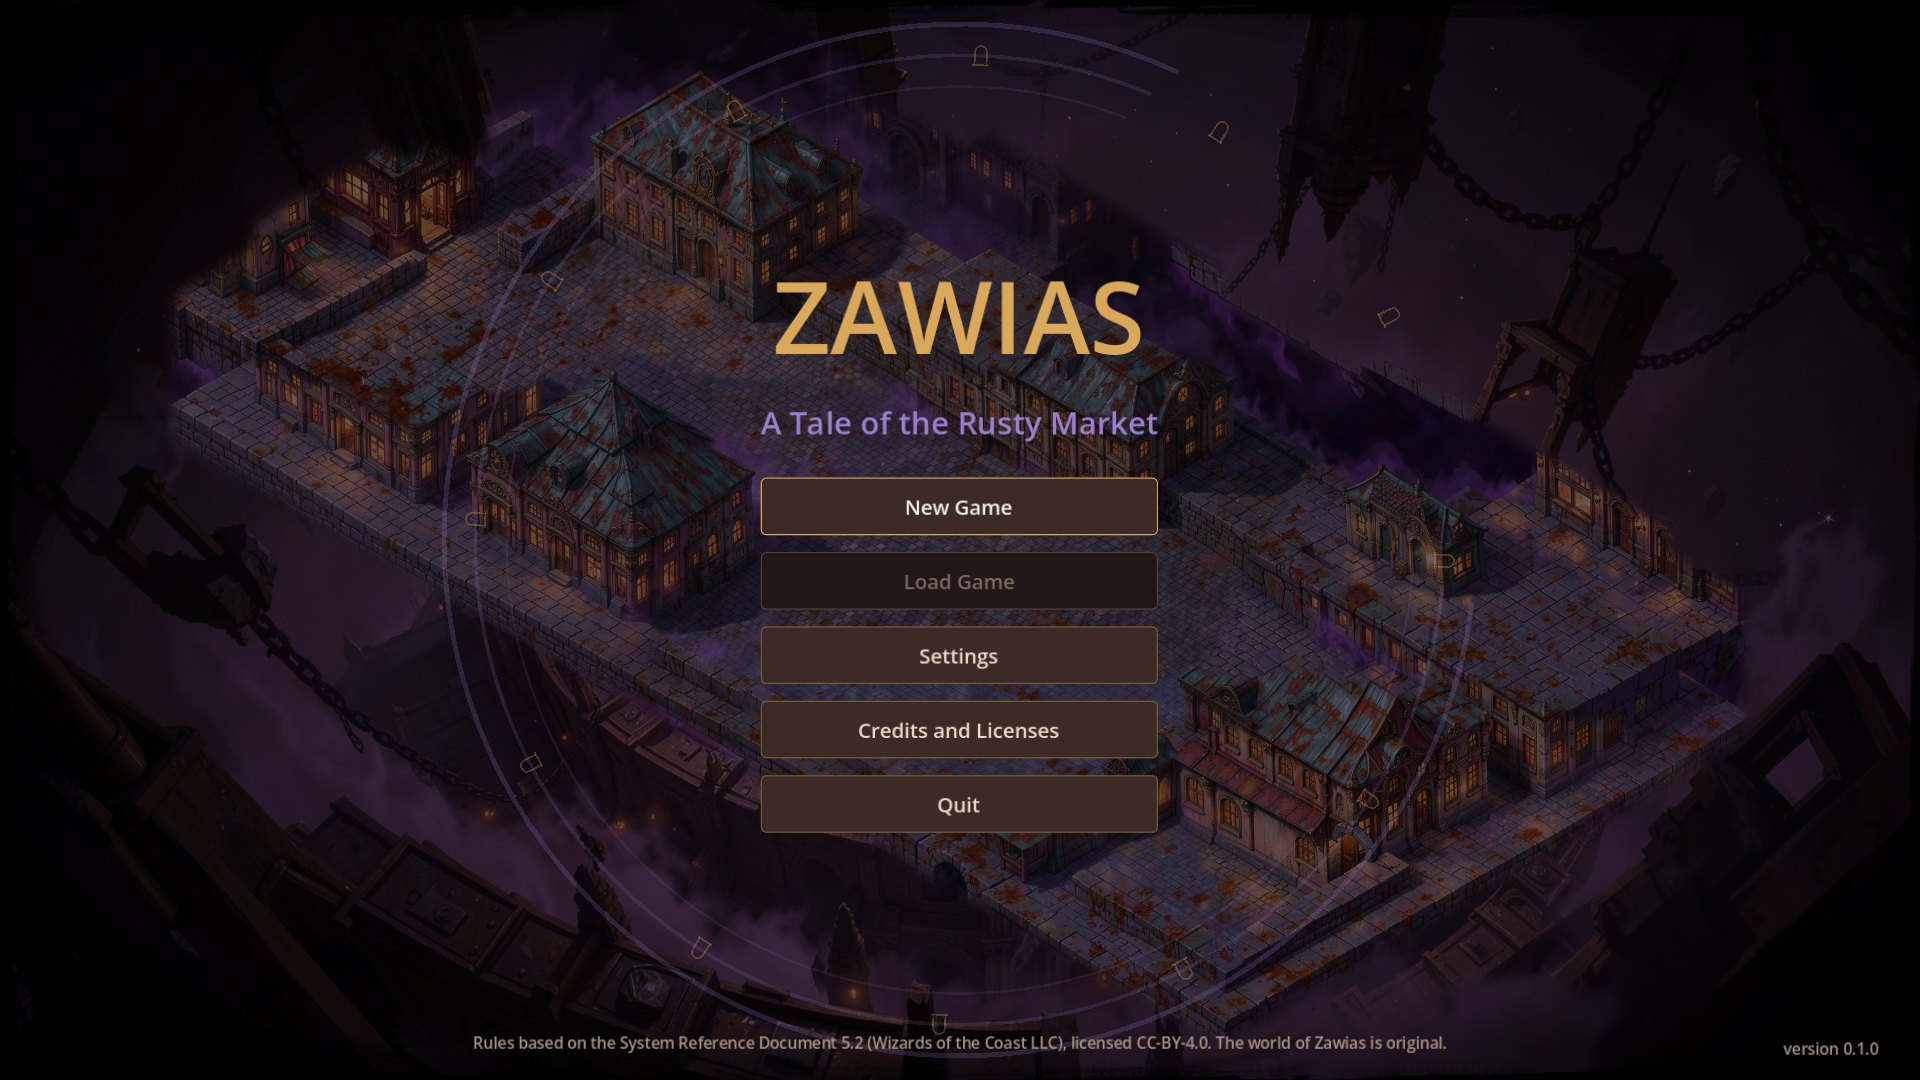 ZAWIAS
A Tale of the Rusty Market
New Game
Load Game
Settings
Credits and Licenses
Quit
Rules based on the System Reference Document 5.2 (Wizards of the Coast LLC), licensed CC-BY-4.0. The world of Zawias is original.
version 0.1.0